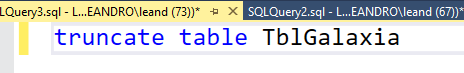 LQuery3.sql - L...EANDRO\leand (73))*
SQLQuery2.sql - L...EANDRO\leand (67))*
truncate table TblGalaxia